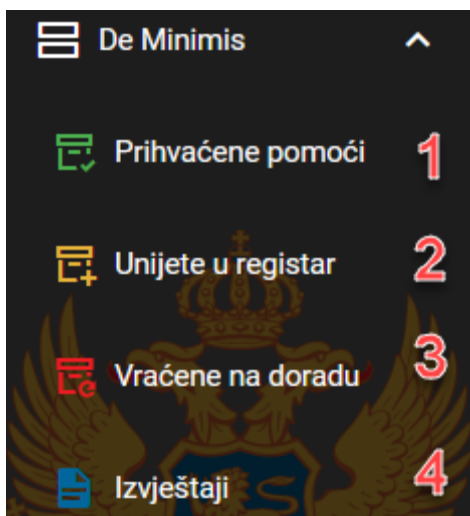 De Minimis
Prihvaćene pomoći 1
Unijete u registar 2
Vraćene na doradu 3
Izvještaji 4